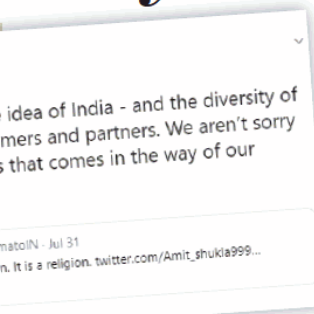 idea of India - and the diversity of
mers and partners. We aren't sorry
s that comes in the way of our
matoIN - Jul 31
n. It is a religion. twitter.com/Amit_shukla999...